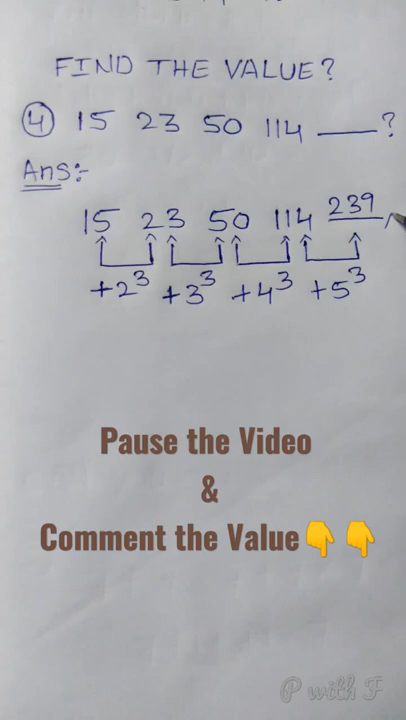 FIND THE VALUE?
4 15 23 50 114 ___?
Ans:-
15 23 50 114 239
+2³ +3³ +4³ +5³
Pause the Video
&
Comment the Value👇👇
P with F